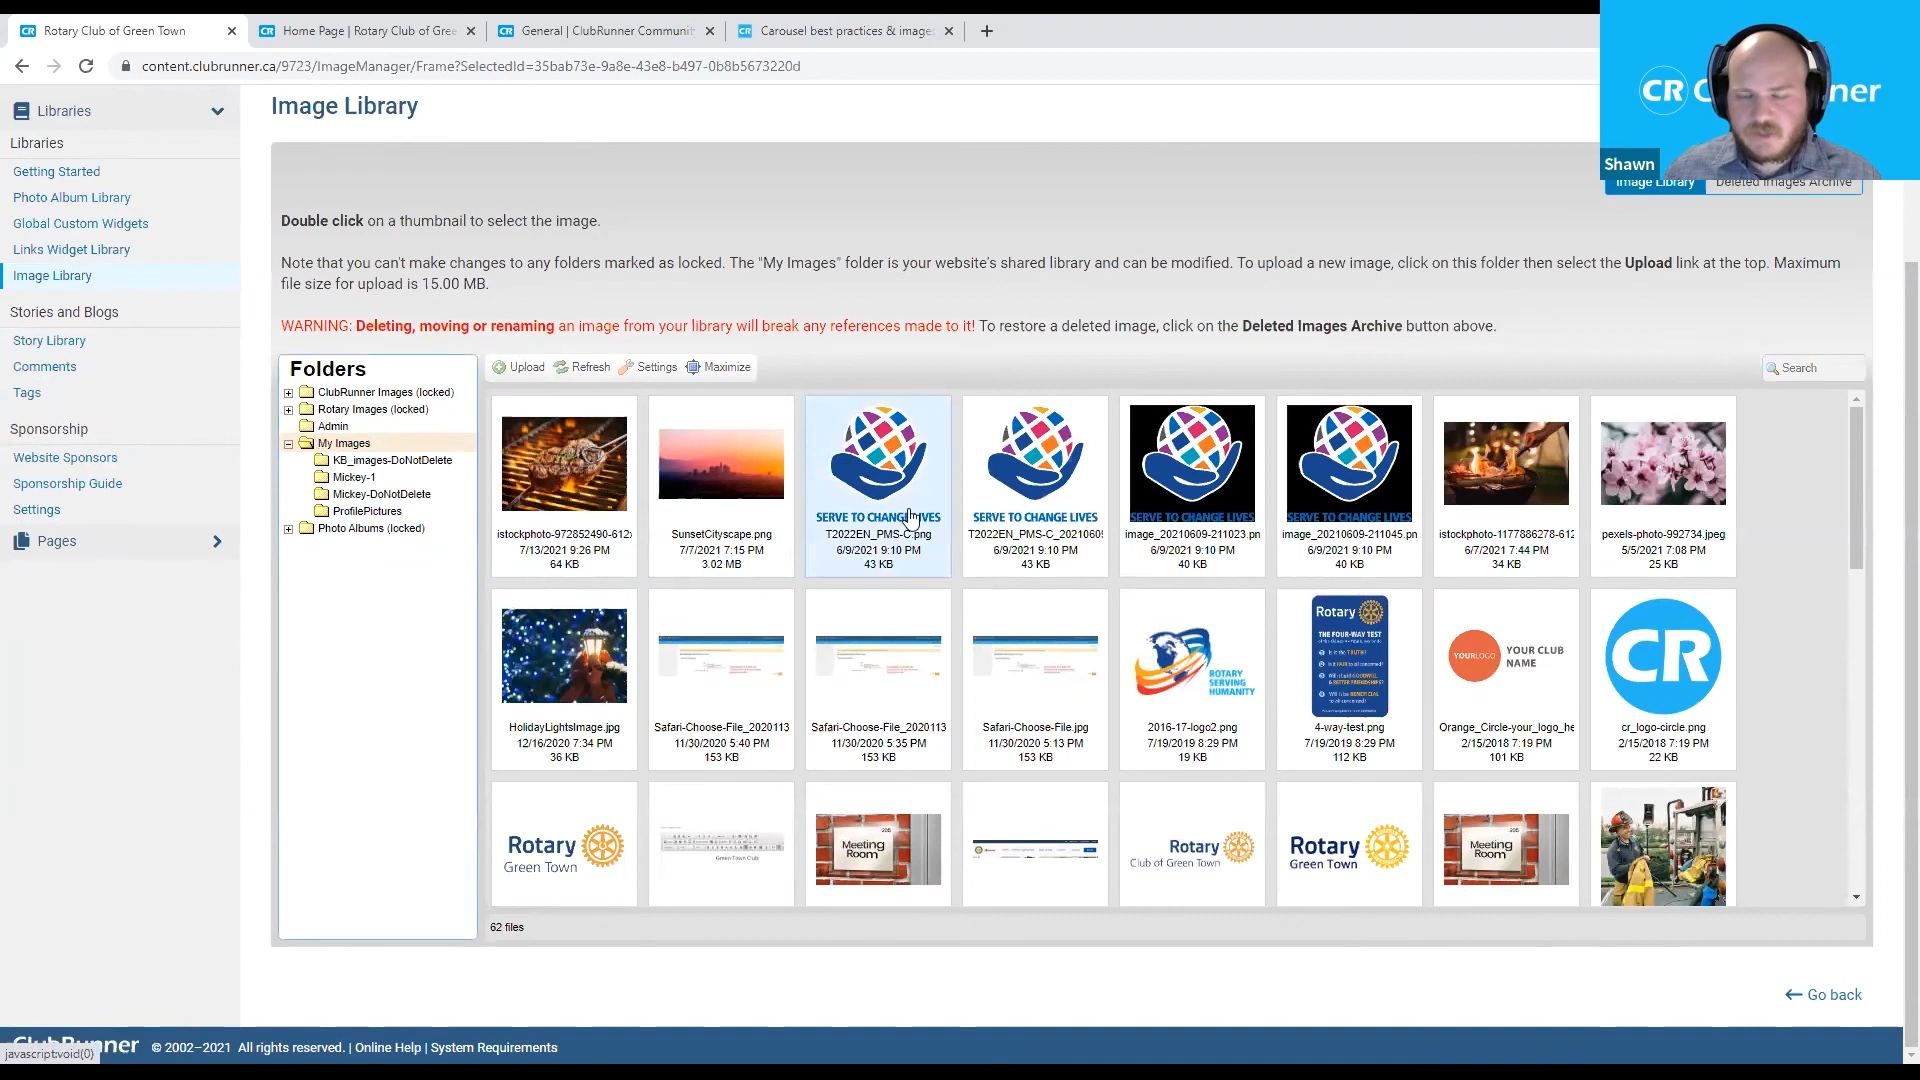 Rotary Club of Green Town
Home Page | Rotary Club of Gree
General | ClubRunner Communit
Carousel best practices & images
content.clubrunner.ca/9723/ImageManager/Frame?SelectedId=35bab73e-9a8e-43e8-b497-0b8b5673220d
CR C ner
Shawn
Libraries
Libraries
Getting Started
Photo Album Library
Global Custom Widgets
Links Widget Library
Image Library
Stories and Blogs
Story Library
Comments
Tags
Sponsorship
Website Sponsors
Sponsorship Guide
Settings
Pages
Image Library
Image Library Deleted Images Archive
Double click on a thumbnail to select the image.
Note that you can't make changes to any folders marked as locked. The "My Images" folder is your website's shared library and can be modified. To upload a new image, click on this folder then select the Upload link at the top. Maximum
file size for upload is 15.00 MB.
WARNING: Deleting, moving or renaming an image from your library will break any references made to it! To restore a deleted image, click on the Deleted Images Archive button above.
Folders
ClubRunner Images (locked)
Rotary Images (locked)
Admin
My Images
KB_images-DoNotDelete
Mickey-1
Mickey-DoNotDelete
ProfilePictures
Photo Albums (locked)
Upload Refresh Settings Maximize
Search
istockphoto-972852490-612x
7/13/2021 9:26 PM
64 KB
SunsetCityscape.png
7/7/2021 7:15 PM
3.02 MB
SERVE TO CHANGE LIVES
T2022EN_PMS-C.png
6/9/2021 9:10 PM
43 KB
SERVE TO CHANGE LIVES
T2022EN_PMS-C_20210609
6/9/2021 9:10 PM
43 KB
SERVE TO CHANGE LIVES
image_20210609-211023.pn
6/9/2021 9:10 PM
40 KB
SERVE TO CHANGE LIVES
image_20210609-211045.pn
6/9/2021 9:10 PM
40 KB
istockphoto-1177886278-612
6/7/2021 7:44 PM
34 KB
pexels-photo-992734.jpeg
5/5/2021 7:08 PM
25 KB
HolidayLightsImage.jpg
12/16/2020 7:34 PM
36 KB
Safari-Choose-File_2020113
11/30/2020 5:40 PM
153 KB
Safari-Choose-File_2020113
11/30/2020 5:35 PM
153 KB
Safari-Choose-File.jpg
11/30/2020 5:13 PM
153 KB
ROTARY
SERVING
HUMANITY
2016-17-logo2.png
7/19/2019 8:29 PM
19 KB
Rotary
THE FOUR-WAY TEST
4-way-test.png
7/19/2019 8:29 PM
112 KB
YOURLOGO
YOUR CLUB
NAME
Orange_Circle-your_logo_he
2/15/2018 7:19 PM
101 KB
CR
cr_logo-circle.png
2/15/2018 7:19 PM
22 KB
Rotary
Green Town
Green Town Club
205
Meeting
Room
Rotary
Club of Green Town
Rotary
Green Town
205
Meeting
Room
62 files
Go back
ClubRunner © 2002–2021 All rights reserved. | Online Help | System Requirements
javascript:void(0)